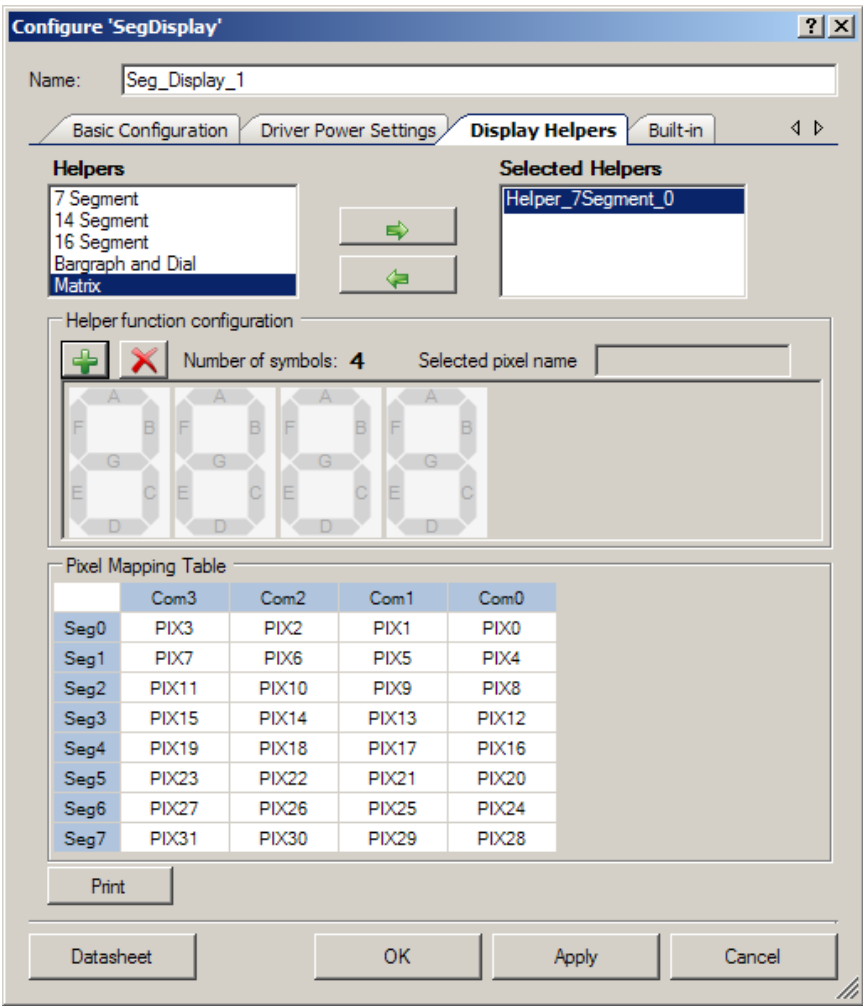 Configure 'SegDisplay'
Name: Seg_Display_1
Basic Configuration Driver Power Settings Display Helpers Built-in
Helpers
7 Segment
14 Segment
16 Segment
Bargraph and Dial
Matrix
Selected Helpers
Helper_7Segment_0
Helper function configuration
Number of symbols: 4 Selected pixel name
A A A A
F B F B F B F B
G G G G
E C E C E C E C
D D D D
Pixel Mapping Table
Com3 Com2 Com1 Com0
Seg0 PIX3 PIX2 PIX1 PIX0
Seg1 PIX7 PIX6 PIX5 PIX4
Seg2 PIX11 PIX10 PIX9 PIX8
Seg3 PIX15 PIX14 PIX13 PIX12
Seg4 PIX19 PIX18 PIX17 PIX16
Seg5 PIX23 PIX22 PIX21 PIX20
Seg6 PIX27 PIX26 PIX25 PIX24
Seg7 PIX31 PIX30 PIX29 PIX28
Print
Datasheet OK Apply Cancel